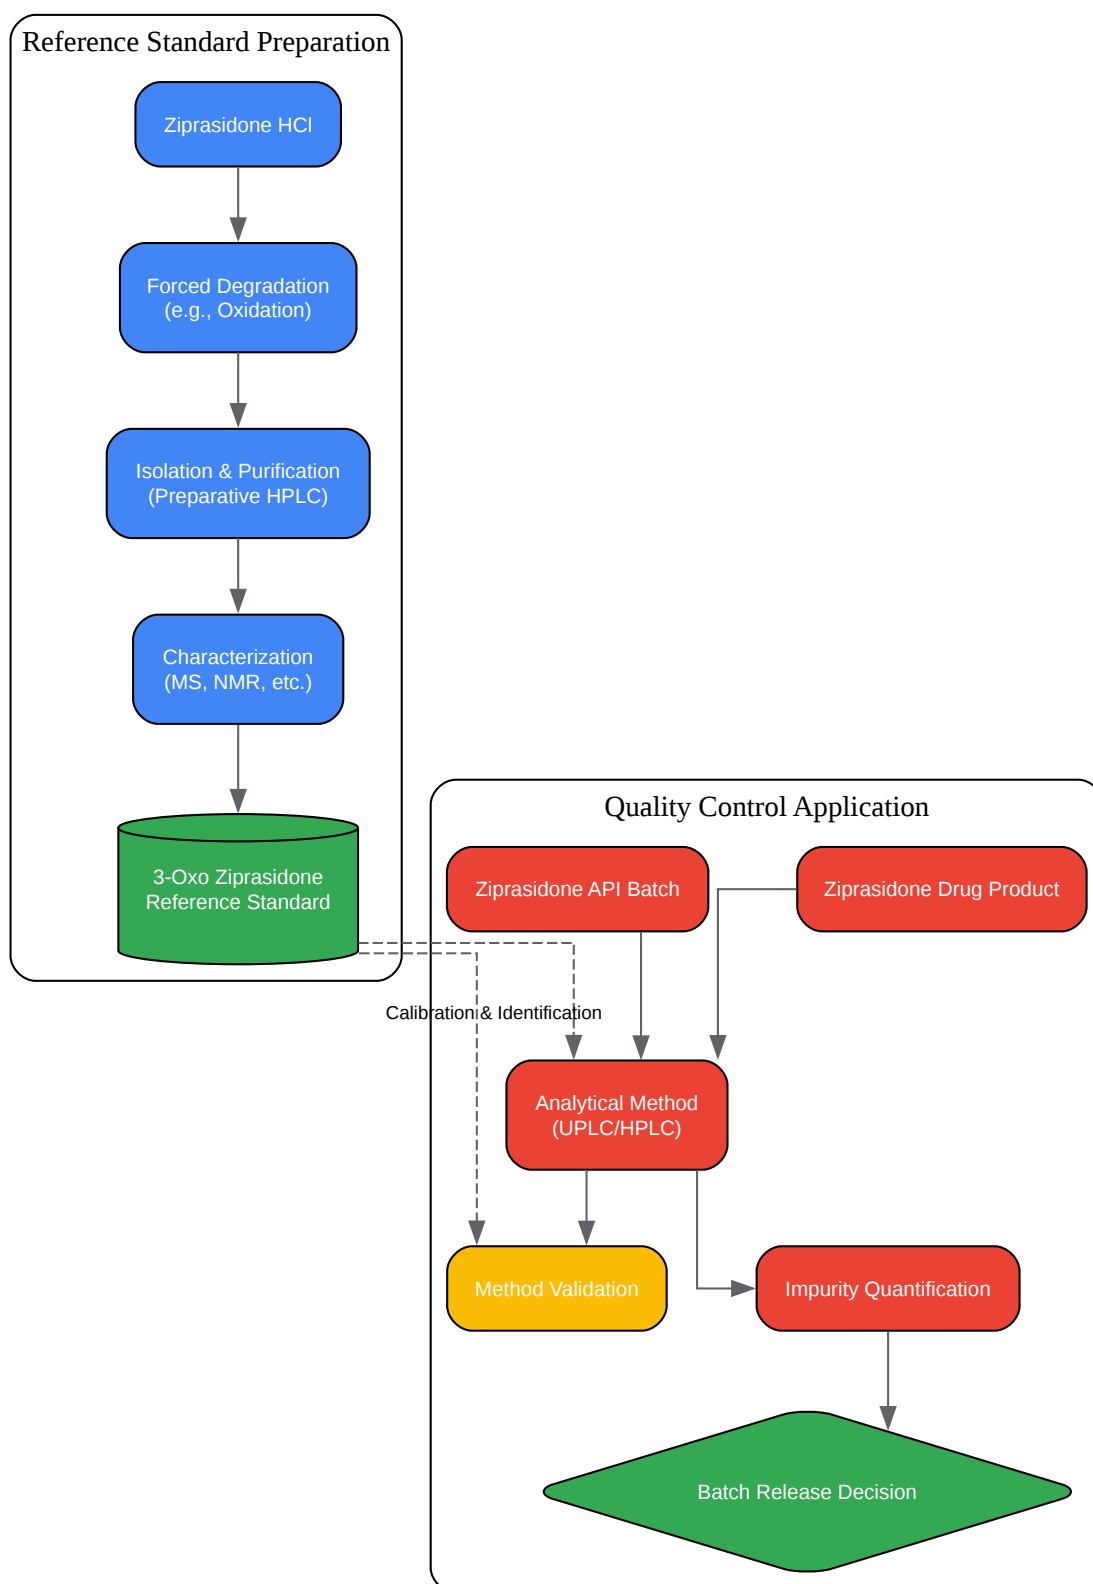 Reference Standard Preparation
Ziprasidone HCl
Forced Degradation
(e.g., Oxidation)
Isolation & Purification
(Preparative HPLC)
Characterization
(MS, NMR, etc.)
3-Oxo Ziprasidone
Reference Standard
Quality Control Application
Ziprasidone API Batch
Ziprasidone Drug Product
Calibration & Identification
Analytical Method
(UPLC/HPLC)
Method Validation
Impurity Quantification
Batch Release Decision